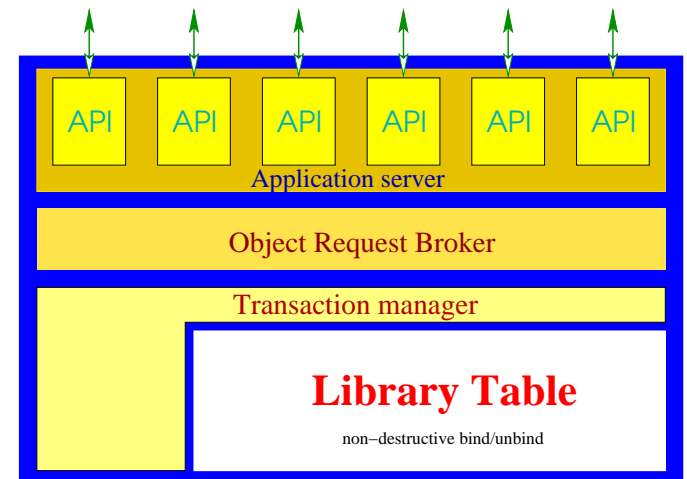 API API API API API API
Application server
Object Request Broker
Transaction manager
Library Table
non−destructive bind/unbind